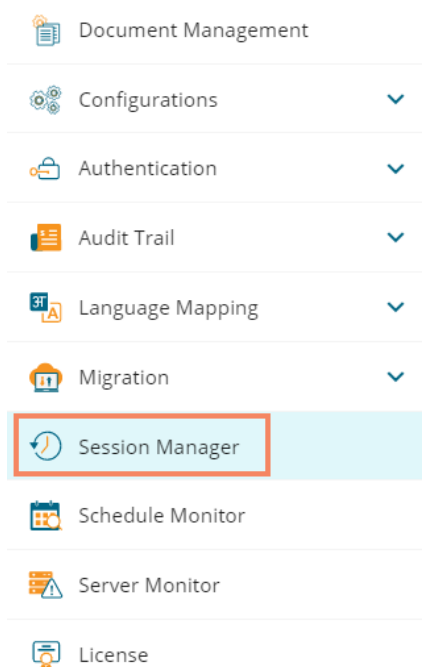 Document Management
Configurations
Authentication
Audit Trail
अ A Language Mapping
Migration
Session Manager
Schedule Monitor
Server Monitor
License